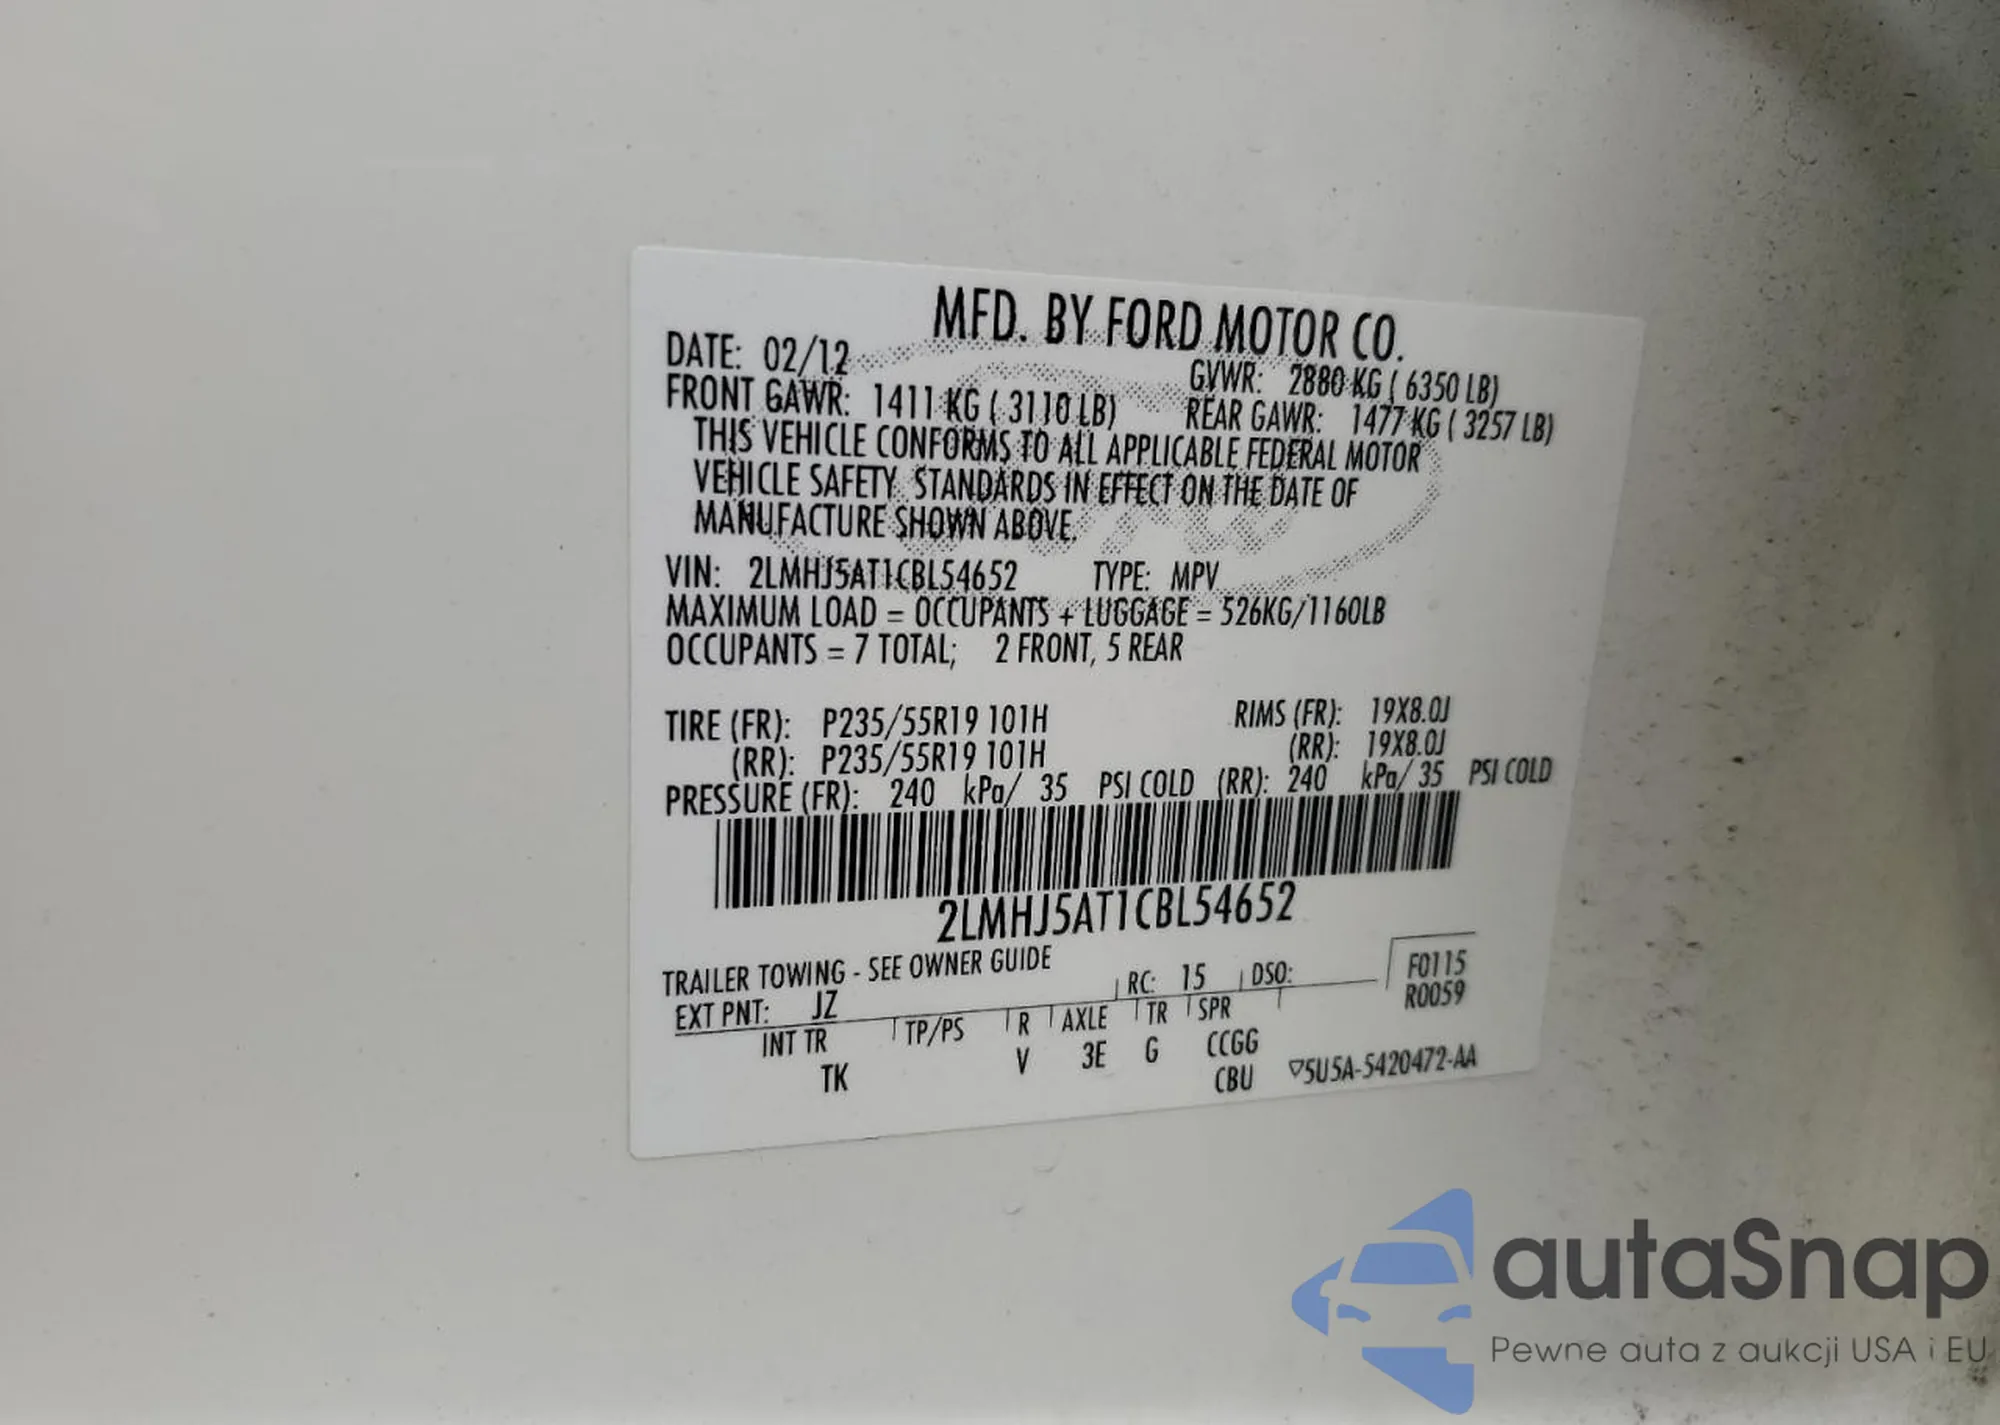 MFD. BY FORD MOTOR CO.
DATE: 02/12 GVWR: 2880 KG ( 6350 LB)
FRONT GAWR: 1411 KG ( 3110 LB) REAR GAWR: 1477 KG ( 3257 LB)
THIS VEHICLE CONFORMS TO ALL APPLICABLE FEDERAL MOTOR
VEHICLE SAFETY STANDARDS IN EFFECT ON THE DATE OF
MANUFACTURE SHOWN ABOVE.
VIN: 2LMHJ5AT1CBL54652 TYPE: MPV
MAXIMUM LOAD = OCCUPANTS + LUGGAGE = 526KG/1160LB
OCCUPANTS = 7 TOTAL; 2 FRONT, 5 REAR
TIRE (FR): P235/55R19 101H RIMS (FR): 19X8.0J
(RR): P235/55R19 101H (RR): 19X8.0J
PRESSURE (FR): 240 kPa/ 35 PSI COLD (RR): 240 kPa/ 35 PSI COLD
2LMHJ5AT1CBL54652
TRAILER TOWING - SEE OWNER GUIDE
EXT PNT: JZ RC: 15 DSO: F0115
R0059
INT TR TP/PS R AXLE TR SPR
TK V 3E G CCGG
CBU ▽5U5A-5420472-AA
autaSnap
Pewne auta z aukcji USA i EU